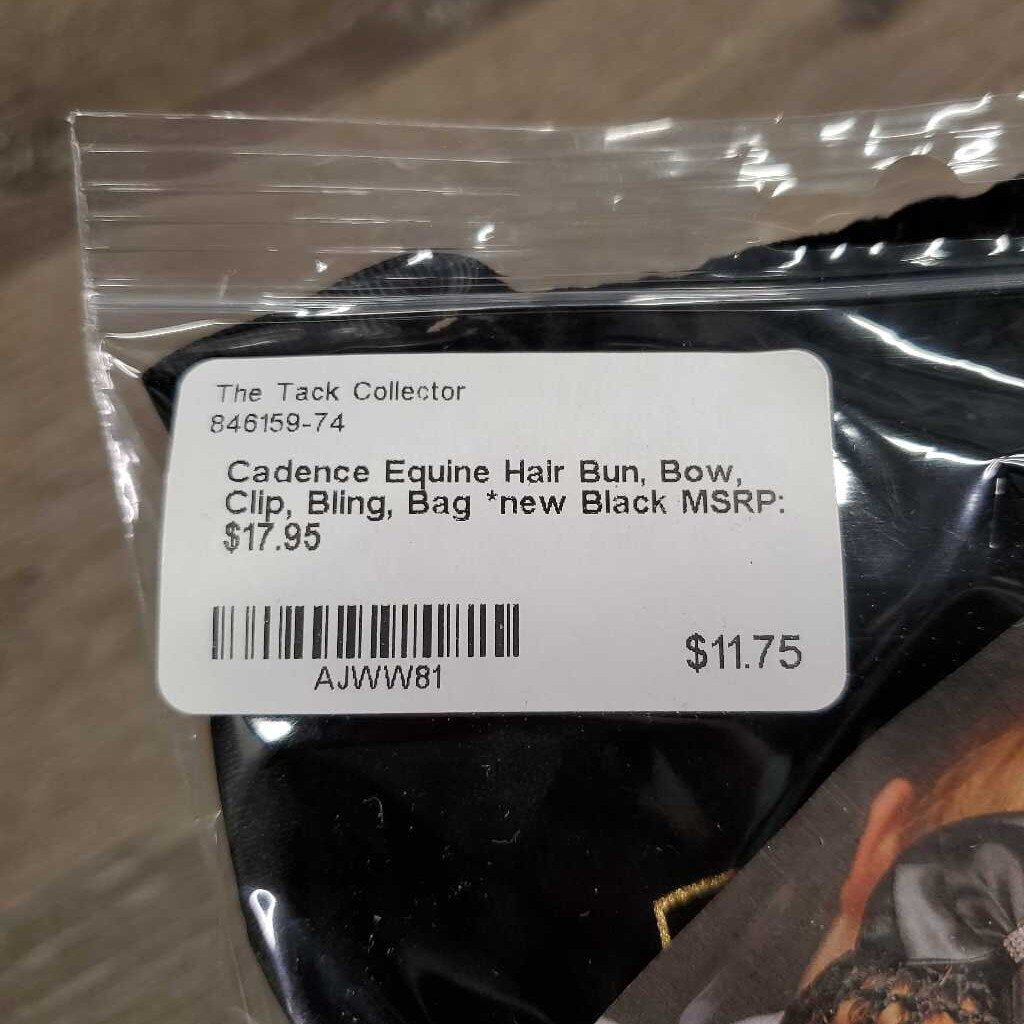 The Tack Collector
846159-74
Cadence Equine Hair Bun, Bow,
Clip, Bling, Bag *new Black MSRP:
$17.95
AJWW81
$11.75